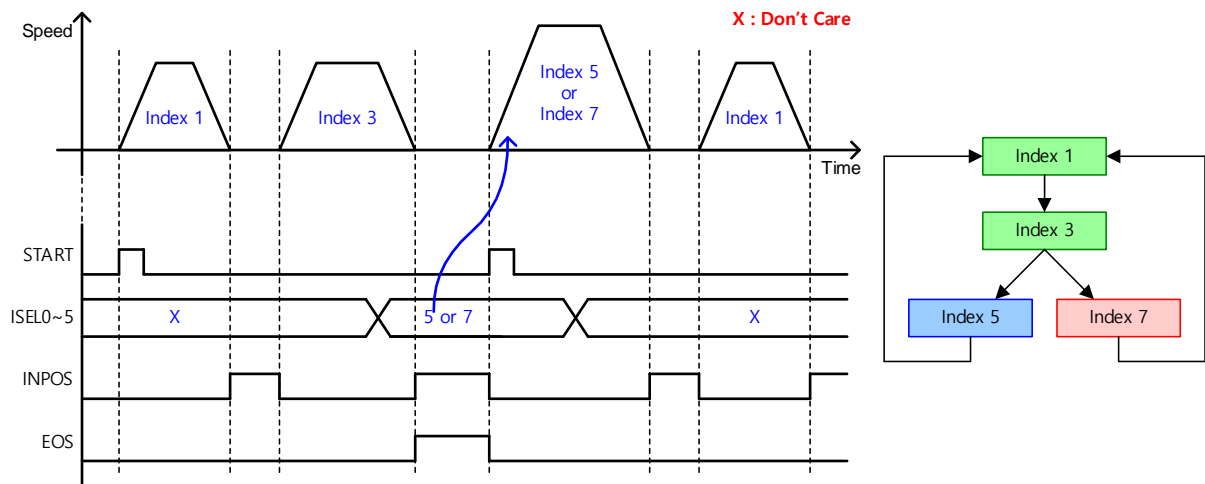 X : Don't Care
Speed
Index 1
Index 3
Index 5
or
Index 7
Index 1
Time
START
ISEL0~5
X
5 or 7
X
INPOS
EOS
Index 1
Index 3
Index 5
Index 7